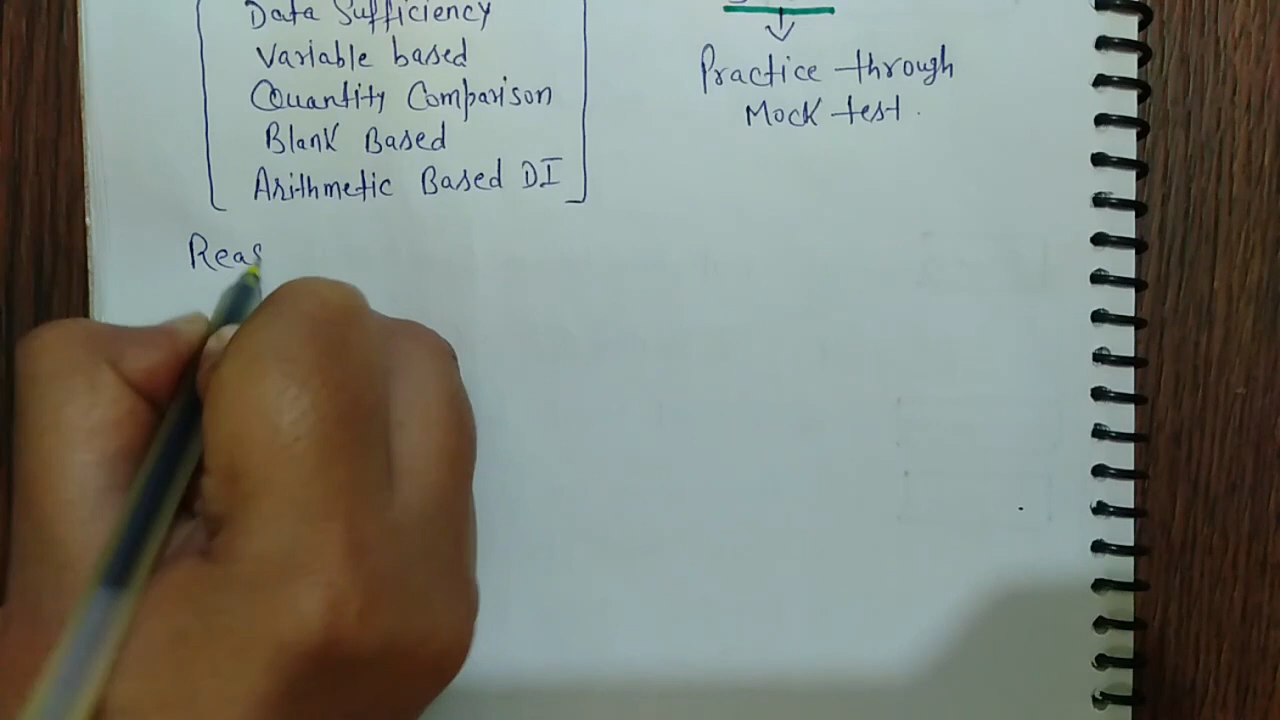 Data Sufficiency
Variable based
Quantity Comparison
Blank Based
Arithmetic Based DI
Practice through
Mock test.
Reas